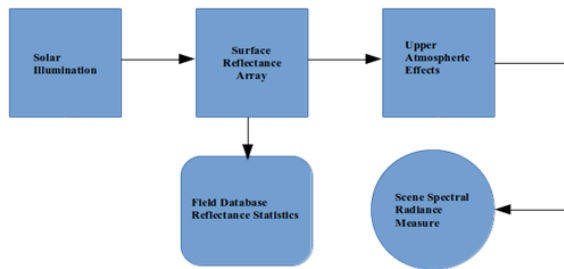 Solar
Illumination
Surface
Reflectance
Array
Upper
Atmospheric
Effects
Field Database
Reflectance Statistics
Scene Spectral
Radiance
Measure